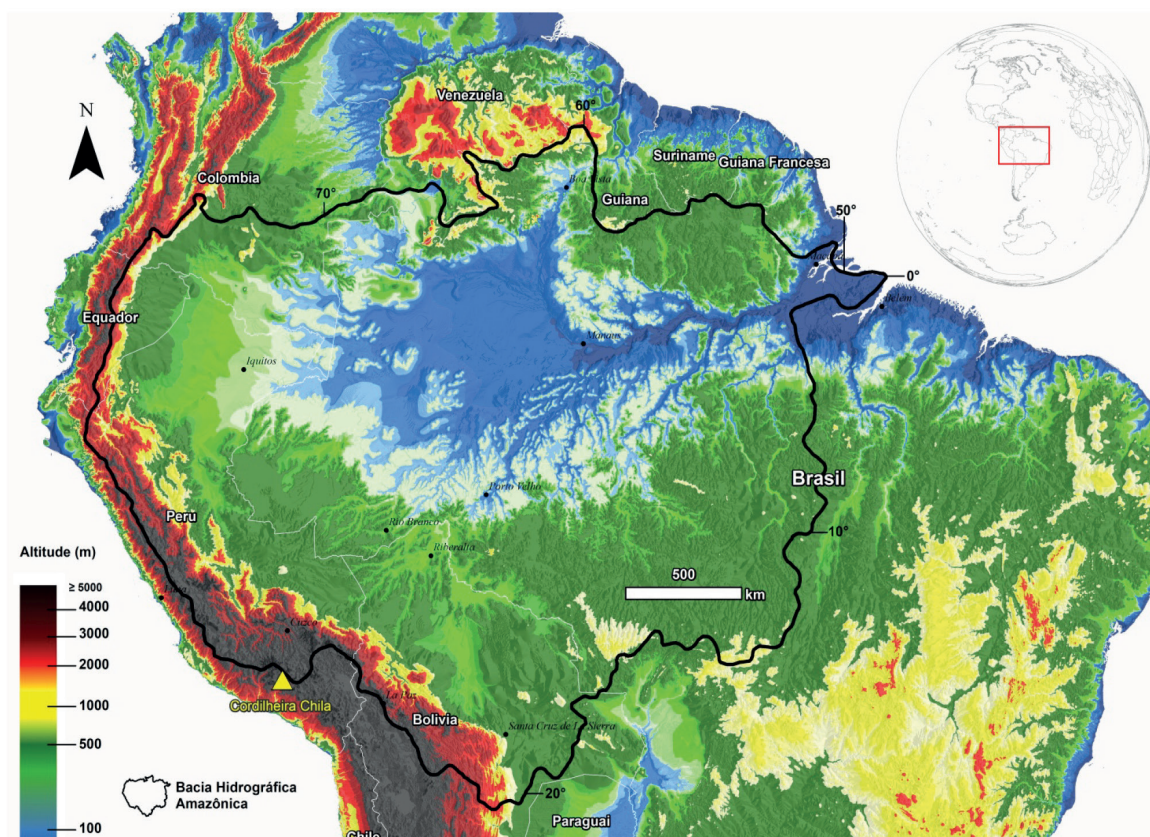 N
Venezuela
60°
Suriname
Guiana Francesa
Boa Vista
Colombia
70°
Guiana
50°
0°
Belém
Equador
Manaus
Iquitos
Brasil
Porto Velho
Peru
Rio Branco
10°
Riberalta
Altitude (m)
500
km
≥ 5000
4000
3000
2000
1000
500
100
Cuzco
Cordilheira Chila
La Paz
Bolivia
Santa Cruz de La Sierra
20°
Bacia Hidrográfica
Amazônica
Paraguai
Chile